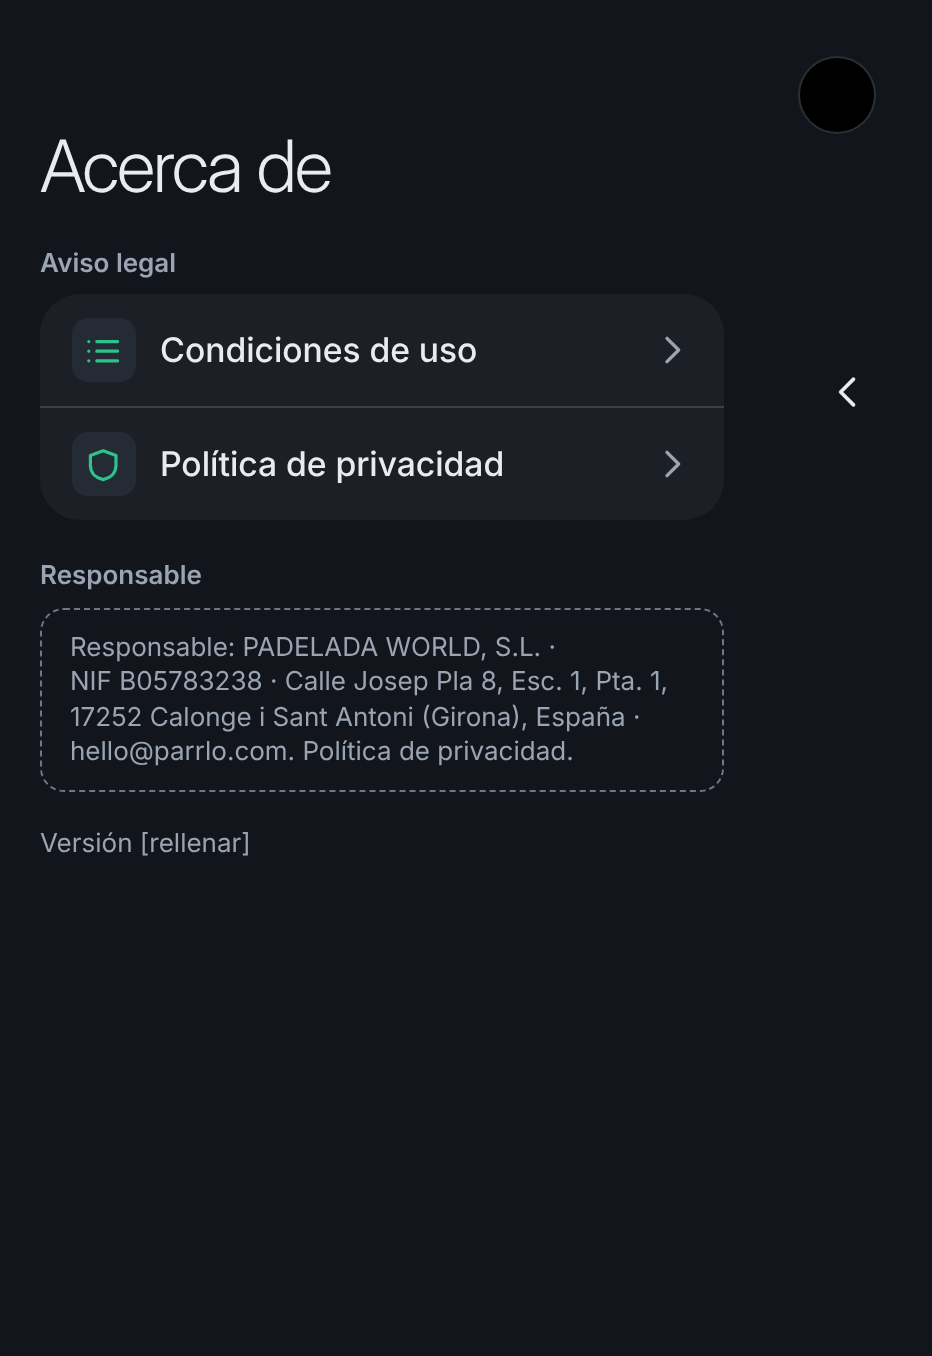 Acerca de
Aviso legal
Condiciones de uso
Política de privacidad
Responsable
Responsable: PADELADA WORLD, S.L. ·
NIF B05783238 · Calle Josep Pla 8, Esc. 1, Pta. 1,
17252 Calonge i Sant Antoni (Girona), España ·
hello@parrlo.com. Política de privacidad.
Versión [rellenar]